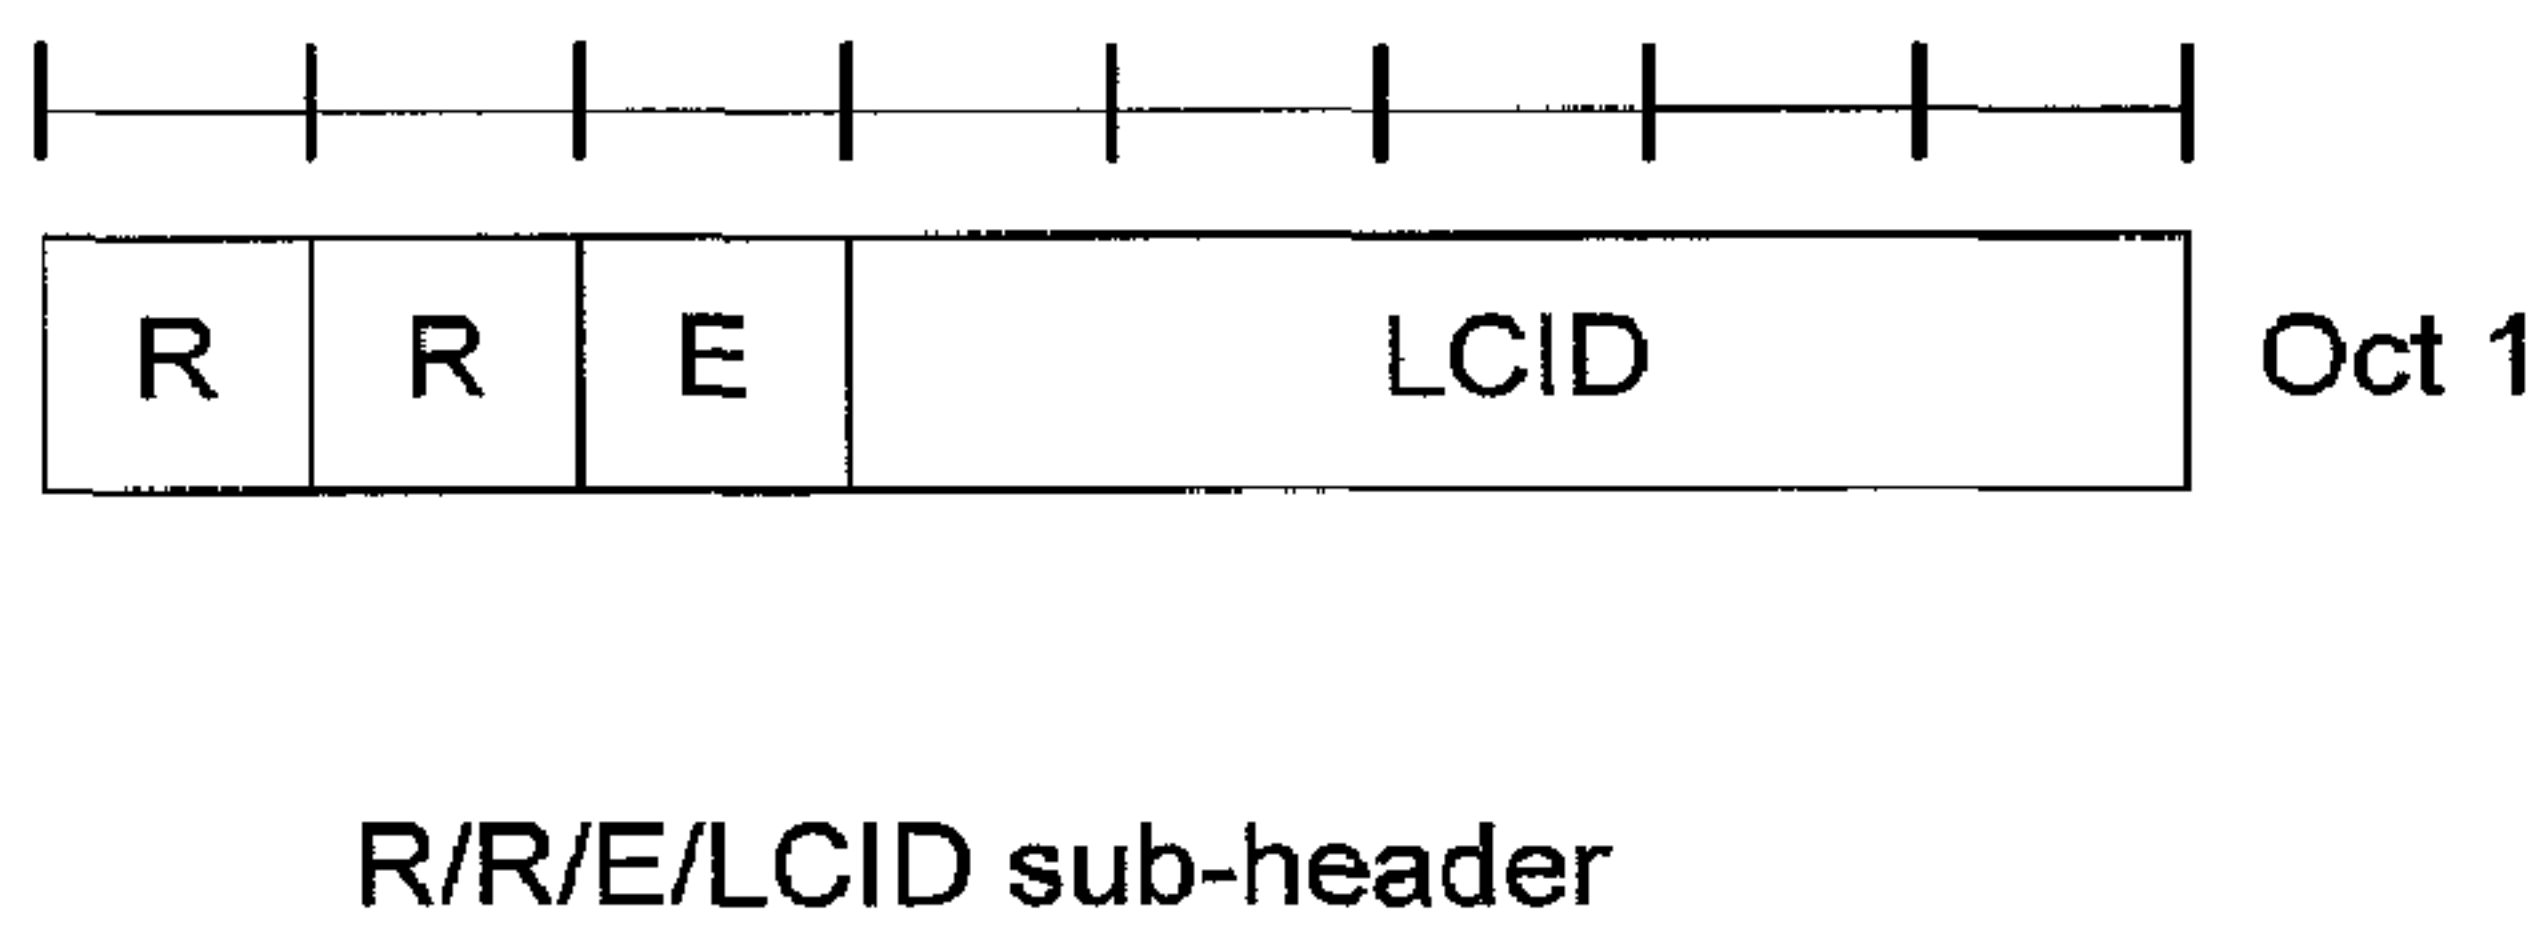 R R E LCID Oct 1
R/R/E/LCID sub-header